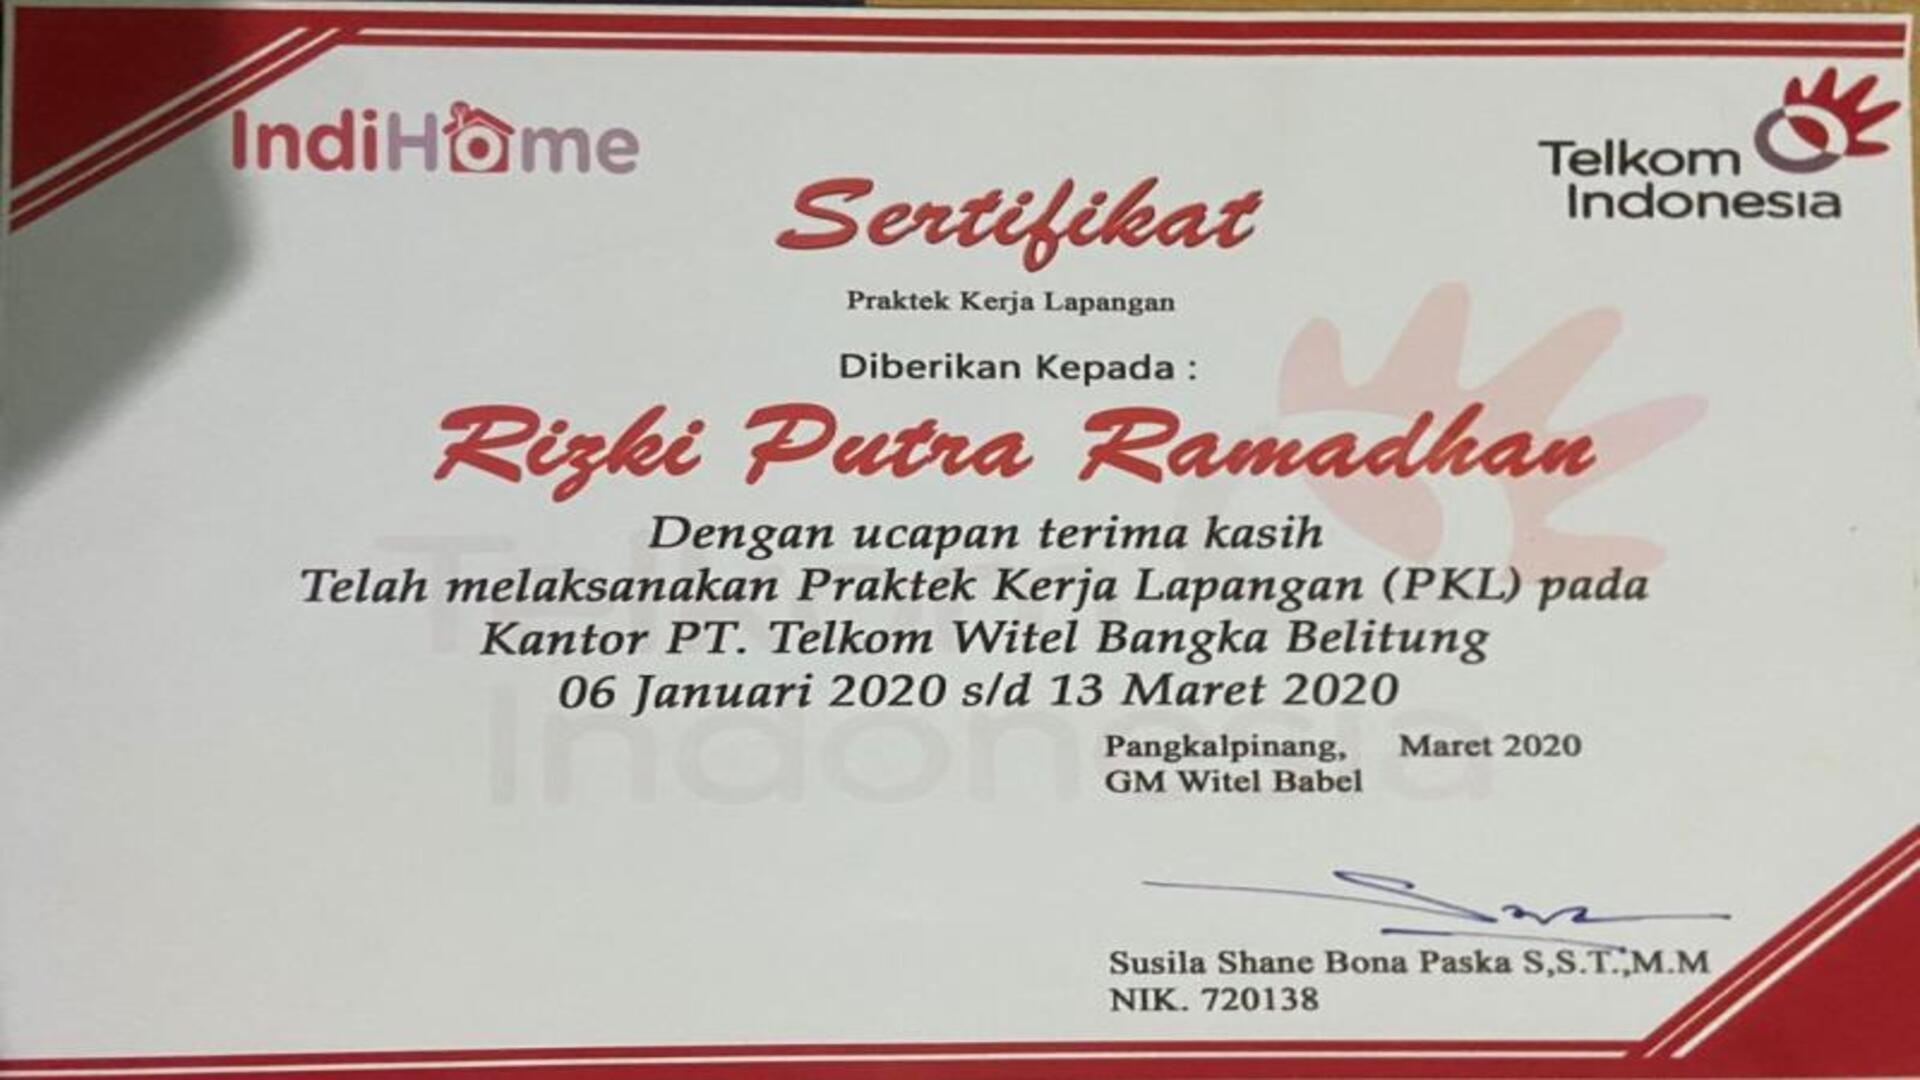 IndiHome
Telkom
Indonesia
Sertifikat
Praktek Kerja Lapangan
Diberikan Kepada :
Rizki Putra Ramadhan
Dengan ucapan terima kasih
Telah melaksanakan Praktek Kerja Lapangan (PKL) pada
Kantor PT. Telkom Witel Bangka Belitung
06 Januari 2020 s/d 13 Maret 2020
Pangkalpinang, Maret 2020
GM Witel Babel
Susila Shane Bona Paska S,S.T.,M.M
NIK. 720138
Telkom
Indonesia